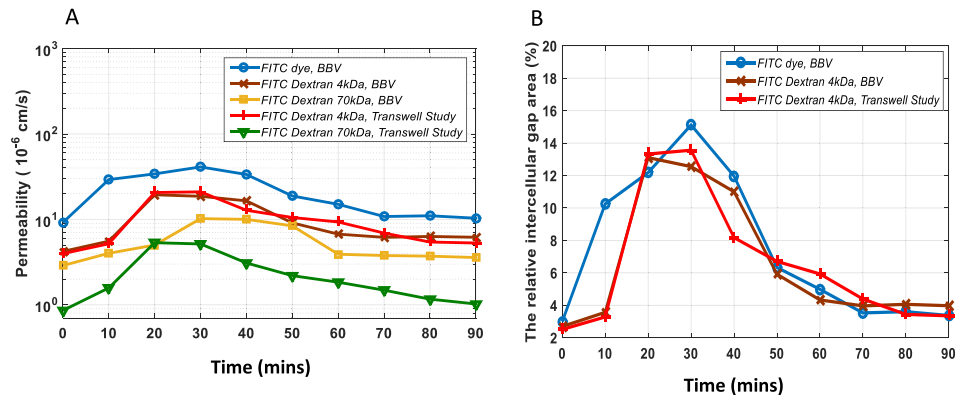 A
Permeability ( 10⁻⁶ cm/s)
10³
10²
10¹
10⁰
FITC dye, BBV
FITC Dextran 4kDa, BBV
FITC Dextran 70kDa, BBV
FITC Dextran 4kDa, Transwell Study
FITC Dextran 70kDa, Transwell Study
0 10 20 30 40 50 60 70 80 90
Time (mins)
B
The relative intercellular gap area (%)
20
18
16
14
12
10
8
6
4
2
FITC dye, BBV
FITC Dextran 4kDa, BBV
FITC Dextran 4kDa, Transwell Study
0 10 20 30 40 50 60 70 80 90
Time (mins)